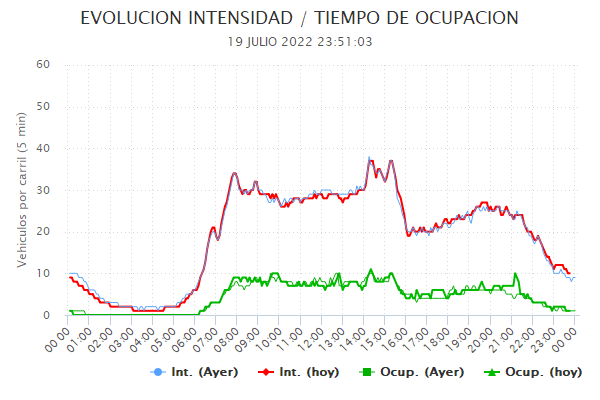 EVOLUCION INTENSIDAD / TIEMPO DE OCUPACION
19 JULIO 2022 23:51:03
Vehiculos por carril (5 min)
60
50
40
30
20
10
0
00:00 01:00 02:00 03:00 04:00 05:00 06:00 07:00 08:00 09:00 10:00 11:00 12:00 13:00 14:00 15:00 16:00 17:00 18:00 19:00 20:00 21:00 22:00 23:00 00:00
Int. (Ayer) Int. (hoy) Ocup. (Ayer) Ocup. (hoy)